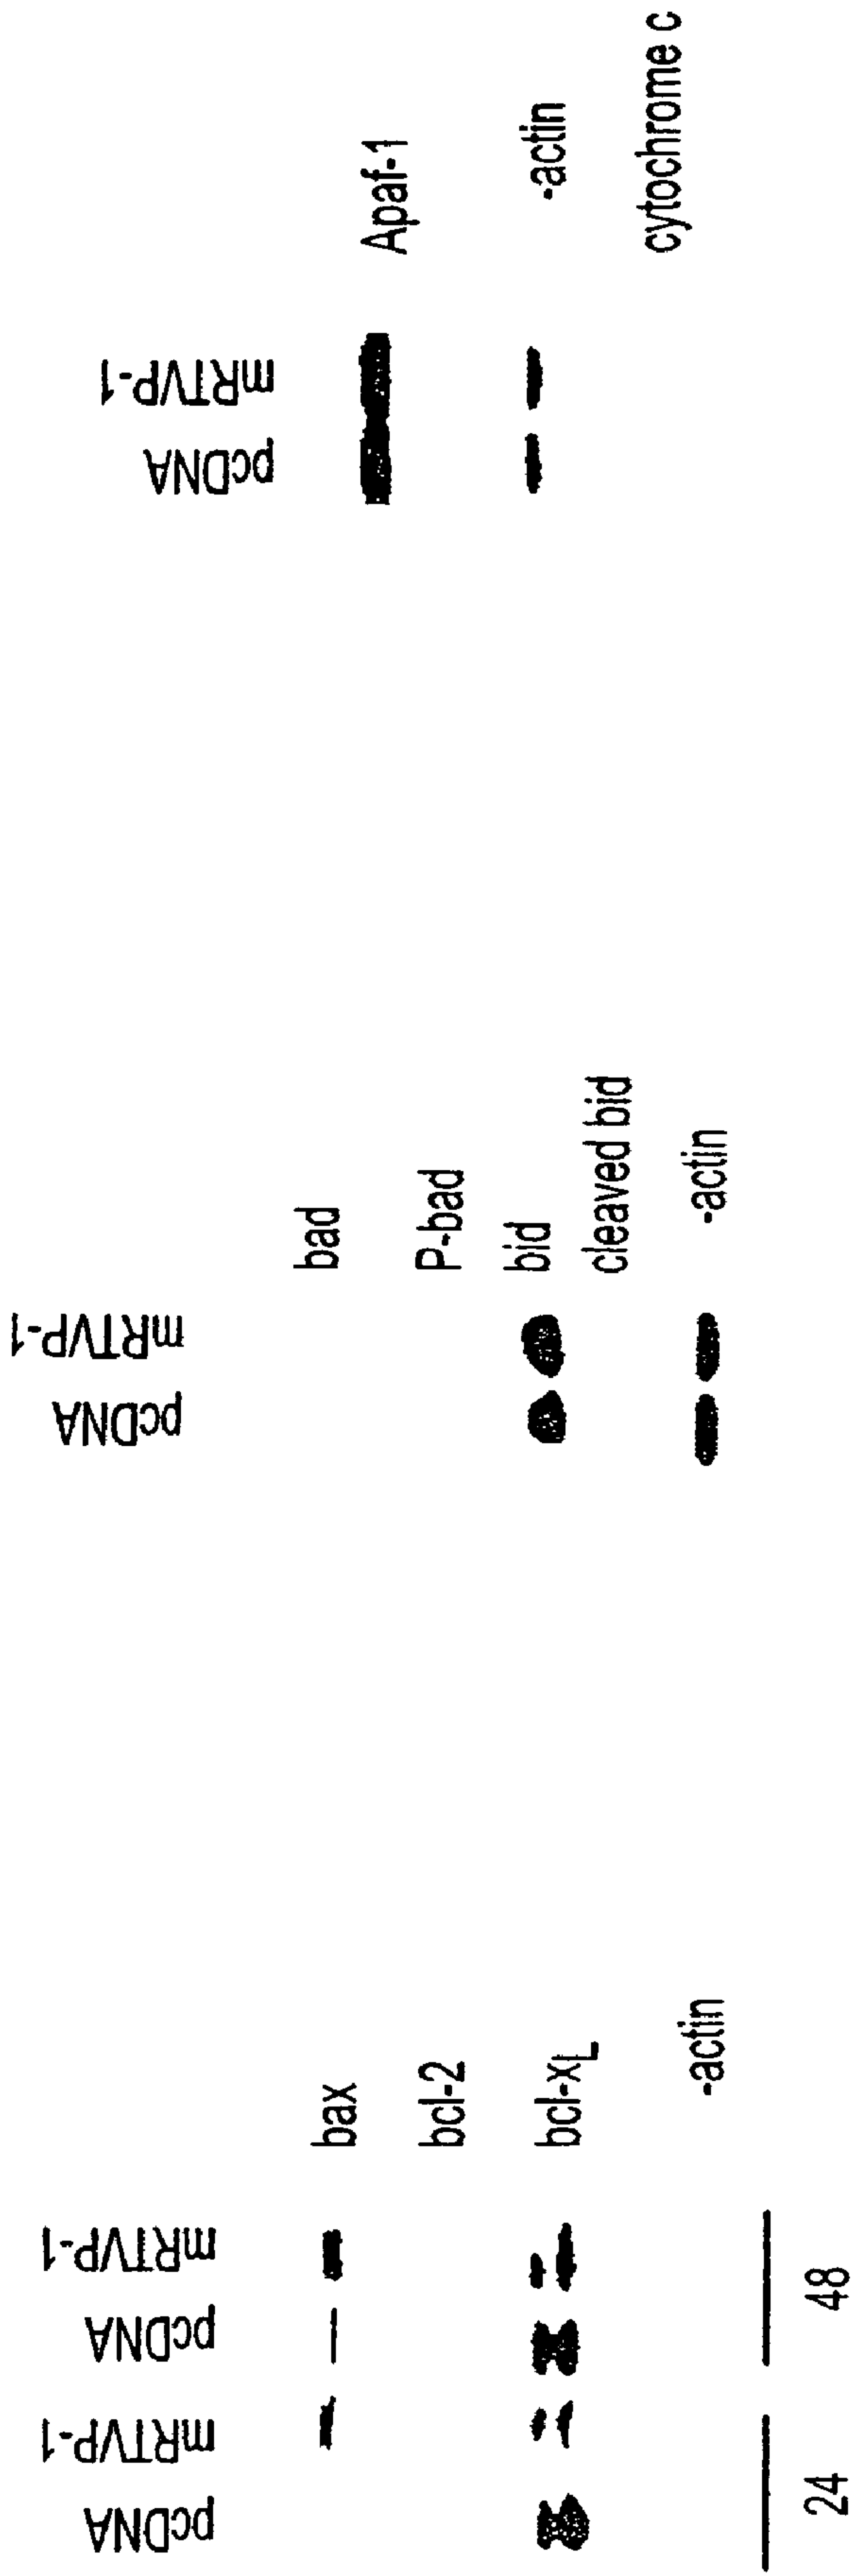 pcDNA
mRTVP-1
pcDNA
mRTVP-1
bax
bcl-2
bcl-xL
-actin
24
48
pcDNA
mRTVP-1
bad
P-bad
bid
cleaved bid
-actin
pcDNA
mRTVP-1
Apaf-1
-actin
cytochrome c